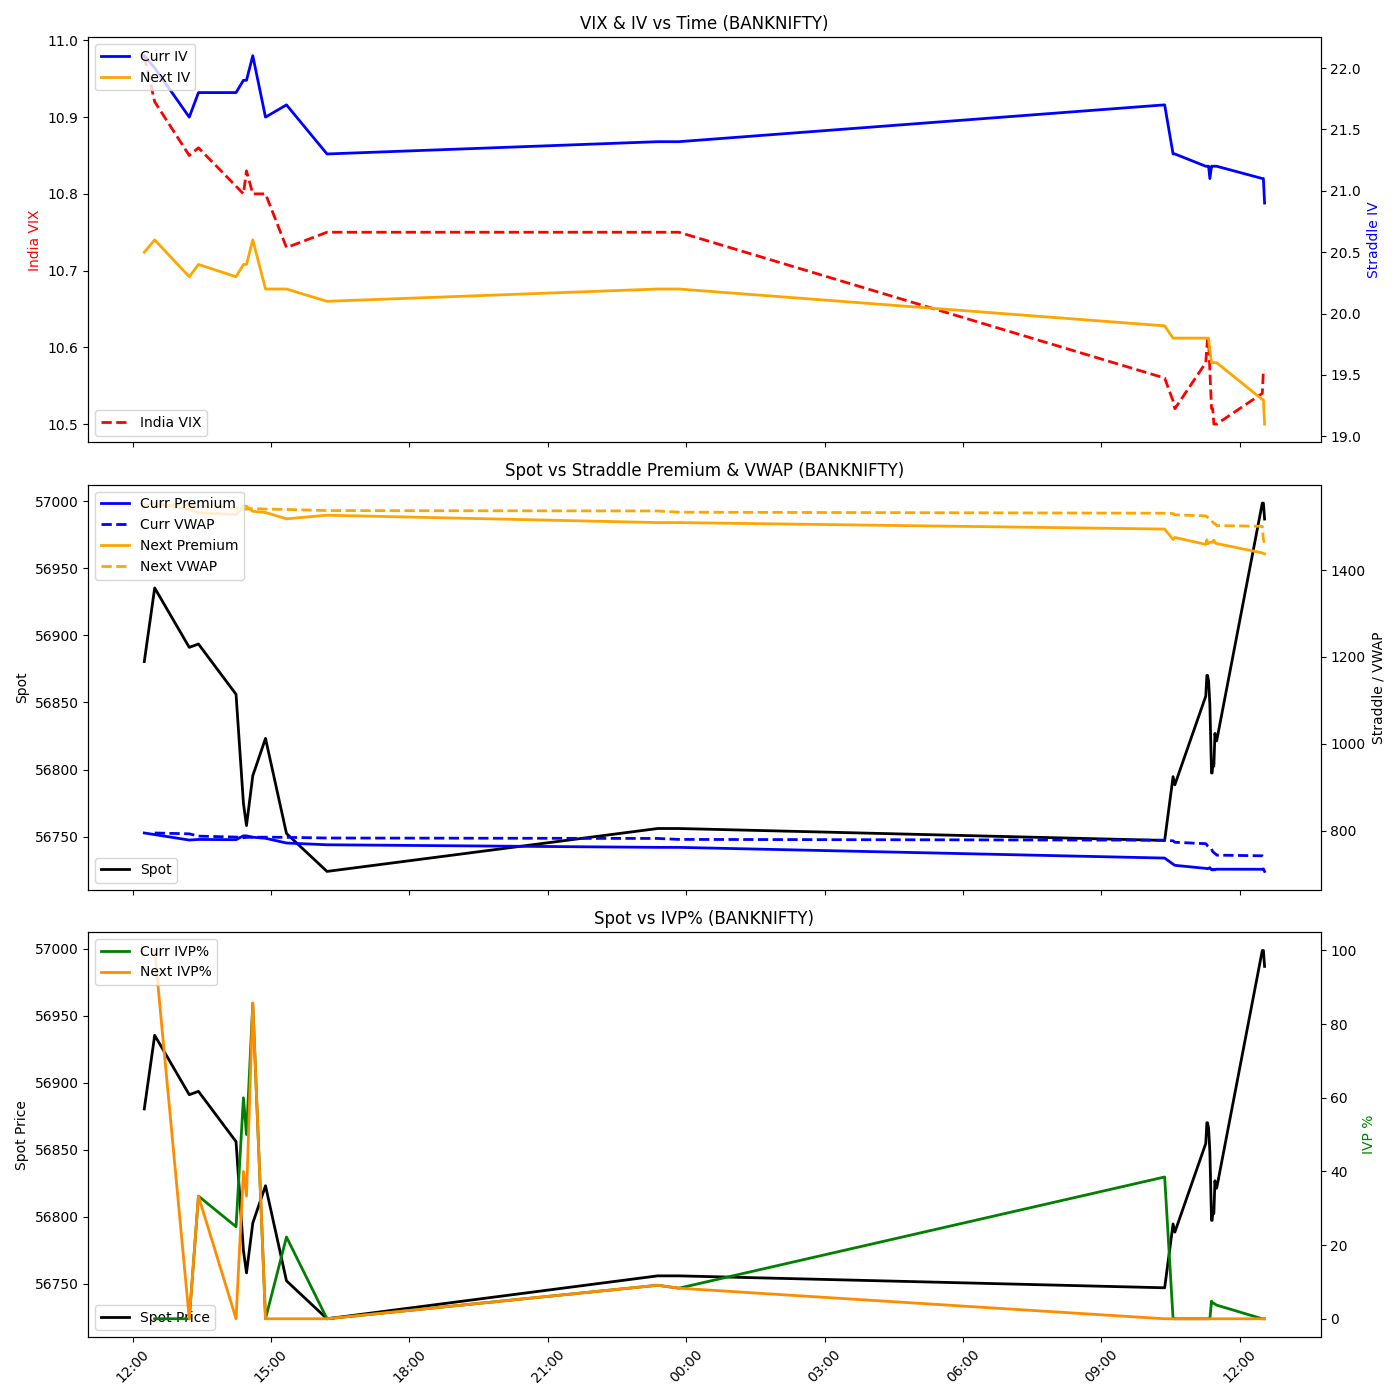 VIX & IV vs Time (BANKNIFTY)
Curr IV
Next IV
India VIX
11.0
10.9
10.8
10.7
10.6
10.5
India VIX
22.0
21.5
21.0
20.5
20.0
19.5
19.0
Straddle IV
Spot vs Straddle Premium & VWAP (BANKNIFTY)
Curr Premium
Curr VWAP
Next Premium
Next VWAP
Spot
57000
56950
56900
56850
56800
56750
Spot
1400
1200
1000
800
Straddle / VWAP
Spot vs IVP% (BANKNIFTY)
Curr IVP%
Next IVP%
Spot Price
57000
56950
56900
56850
56800
56750
Spot Price
100
80
60
40
20
0
IVP %
12:00
15:00
18:00
21:00
00:00
03:00
06:00
09:00
12:00